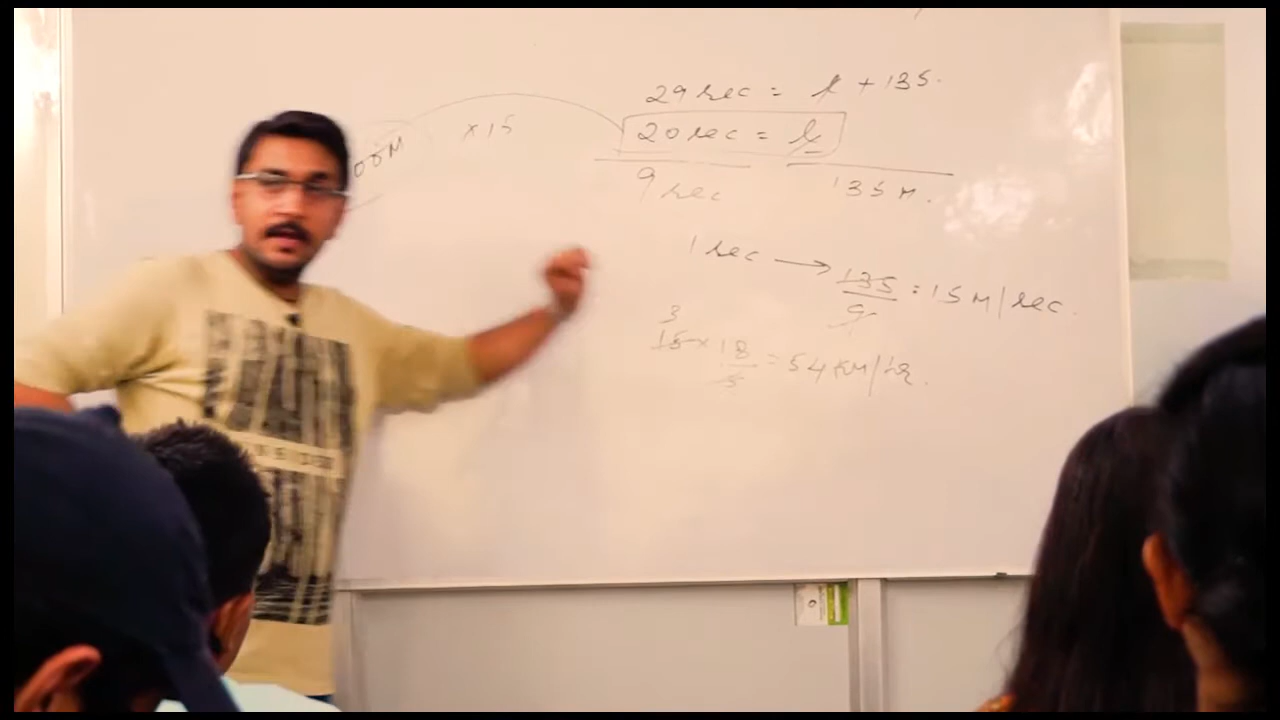 29 sec = l + 135.
20 sec = l
00M
×15
9 sec
135 M.
1 sec → 135/9 = 15 M/sec.
3
15 × 18/5 = 54 KM/hr.